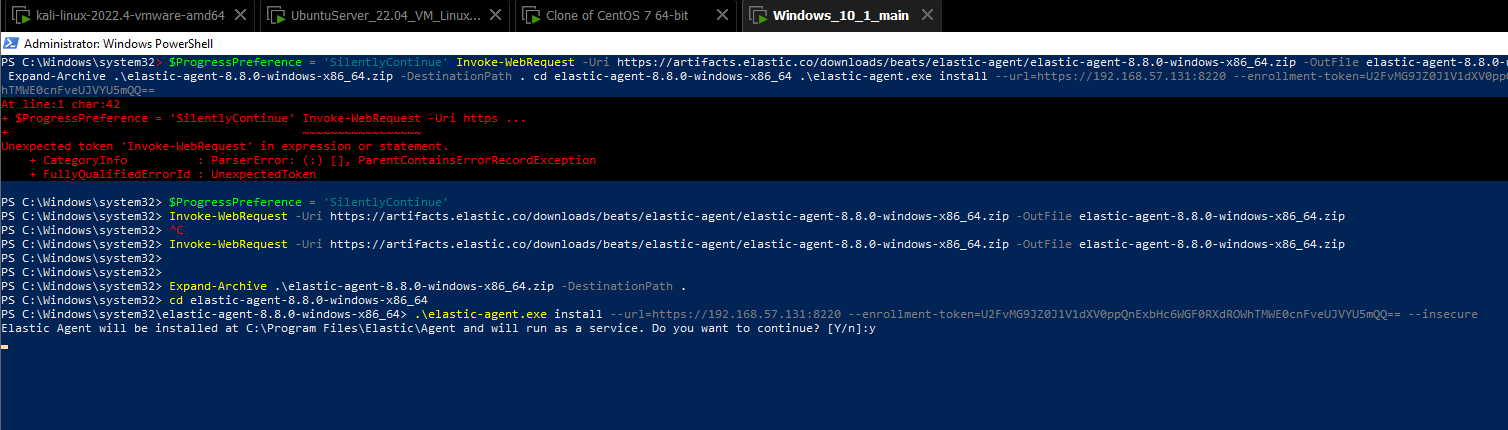 kali-linux-2022.4-vmware-amd64 UbuntuServer_22.04_VM_Linux... Clone of CentOS 7 64-bit Windows_10_1_main
Administrator: Windows PowerShell
PS C:\Windows\system32> $ProgressPreference = 'SilentlyContinue' Invoke-WebRequest -Uri https://artifacts.elastic.co/downloads/beats/elastic-agent/elastic-agent-8.8.0-windows-x86_64.zip -OutFile elastic-agent-8.8.0-w
Expand-Archive .\elastic-agent-8.8.0-windows-x86_64.zip -DestinationPath . cd elastic-agent-8.8.0-windows-x86_64 .\elastic-agent.exe install --url=https://192.168.57.131:8220 --enrollment-token=
At line:1 char:42
+ $ProgressPreference = 'SilentlyContinue' Invoke-WebRequest -Uri https ...
+                                          ~~~~~~~~~~~~~~~~~
Unexpected token 'Invoke-WebRequest' in expression or statement.
    + CategoryInfo          : ParserError: (:) [], ParentContainsErrorRecordException
    + FullyQualifiedErrorId : UnexpectedToken
PS C:\Windows\system32> $ProgressPreference = 'SilentlyContinue'
PS C:\Windows\system32> Invoke-WebRequest -Uri https://artifacts.elastic.co/downloads/beats/elastic-agent/elastic-agent-8.8.0-windows-x86_64.zip -OutFile elastic-agent-8.8.0-windows-x86_64.zip
PS C:\Windows\system32> ^C
PS C:\Windows\system32> Invoke-WebRequest -Uri https://artifacts.elastic.co/downloads/beats/elastic-agent/elastic-agent-8.8.0-windows-x86_64.zip -OutFile elastic-agent-8.8.0-windows-x86_64.zip
PS C:\Windows\system32>
PS C:\Windows\system32>
PS C:\Windows\system32> Expand-Archive .\elastic-agent-8.8.0-windows-x86_64.zip -DestinationPath .
PS C:\Windows\system32> cd elastic-agent-8.8.0-windows-x86_64
PS C:\Windows\system32\elastic-agent-8.8.0-windows-x86_64> .\elastic-agent.exe install --url=https://192.168.57.131:8220 --enrollment-token= --insecure
Elastic Agent will be installed at C:\Program Files\Elastic\Agent and will run as a service. Do you want to continue? [Y/n]:y